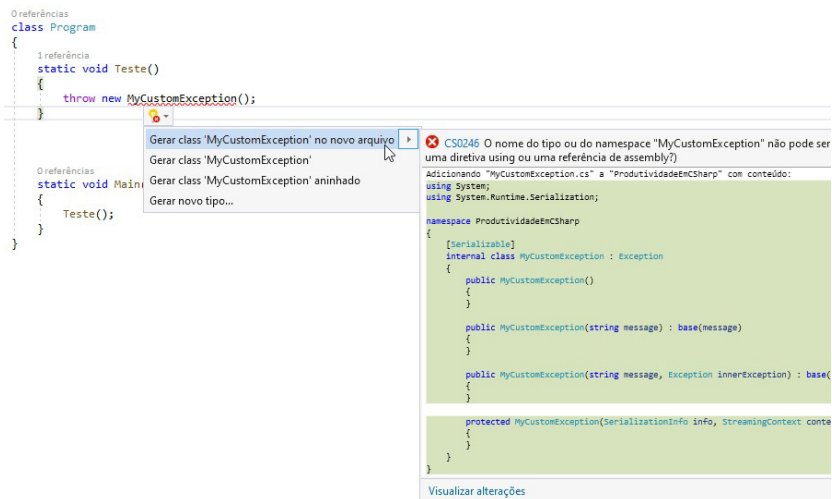 0 referências
class Program
{
1 referência
static void Teste()
{
throw new MyCustomException();
}
0 referências
static void Main
{
Teste();
}
}
Gerar class 'MyCustomException' no novo arquivo
Gerar class 'MyCustomException'
Gerar class 'MyCustomException' aninhado
Gerar novo tipo...
CS0246 O nome do tipo ou do namespace "MyCustomException" não pode ser
uma diretiva using ou uma referência de assembly?)
Adicionando "MyCustomException.cs" a "ProdutividadeEmCSharp" com conteúdo:
using System;
using System.Runtime.Serialization;
namespace ProdutividadeEmCSharp
{
[Serializable]
internal class MyCustomException : Exception
{
public MyCustomException()
{
}
public MyCustomException(string message) : base(message)
{
}
public MyCustomException(string message, Exception innerException) : base(
{
}
protected MyCustomException(SerializationInfo info, StreamingContext conte
{
}
}
}
Visualizar alterações